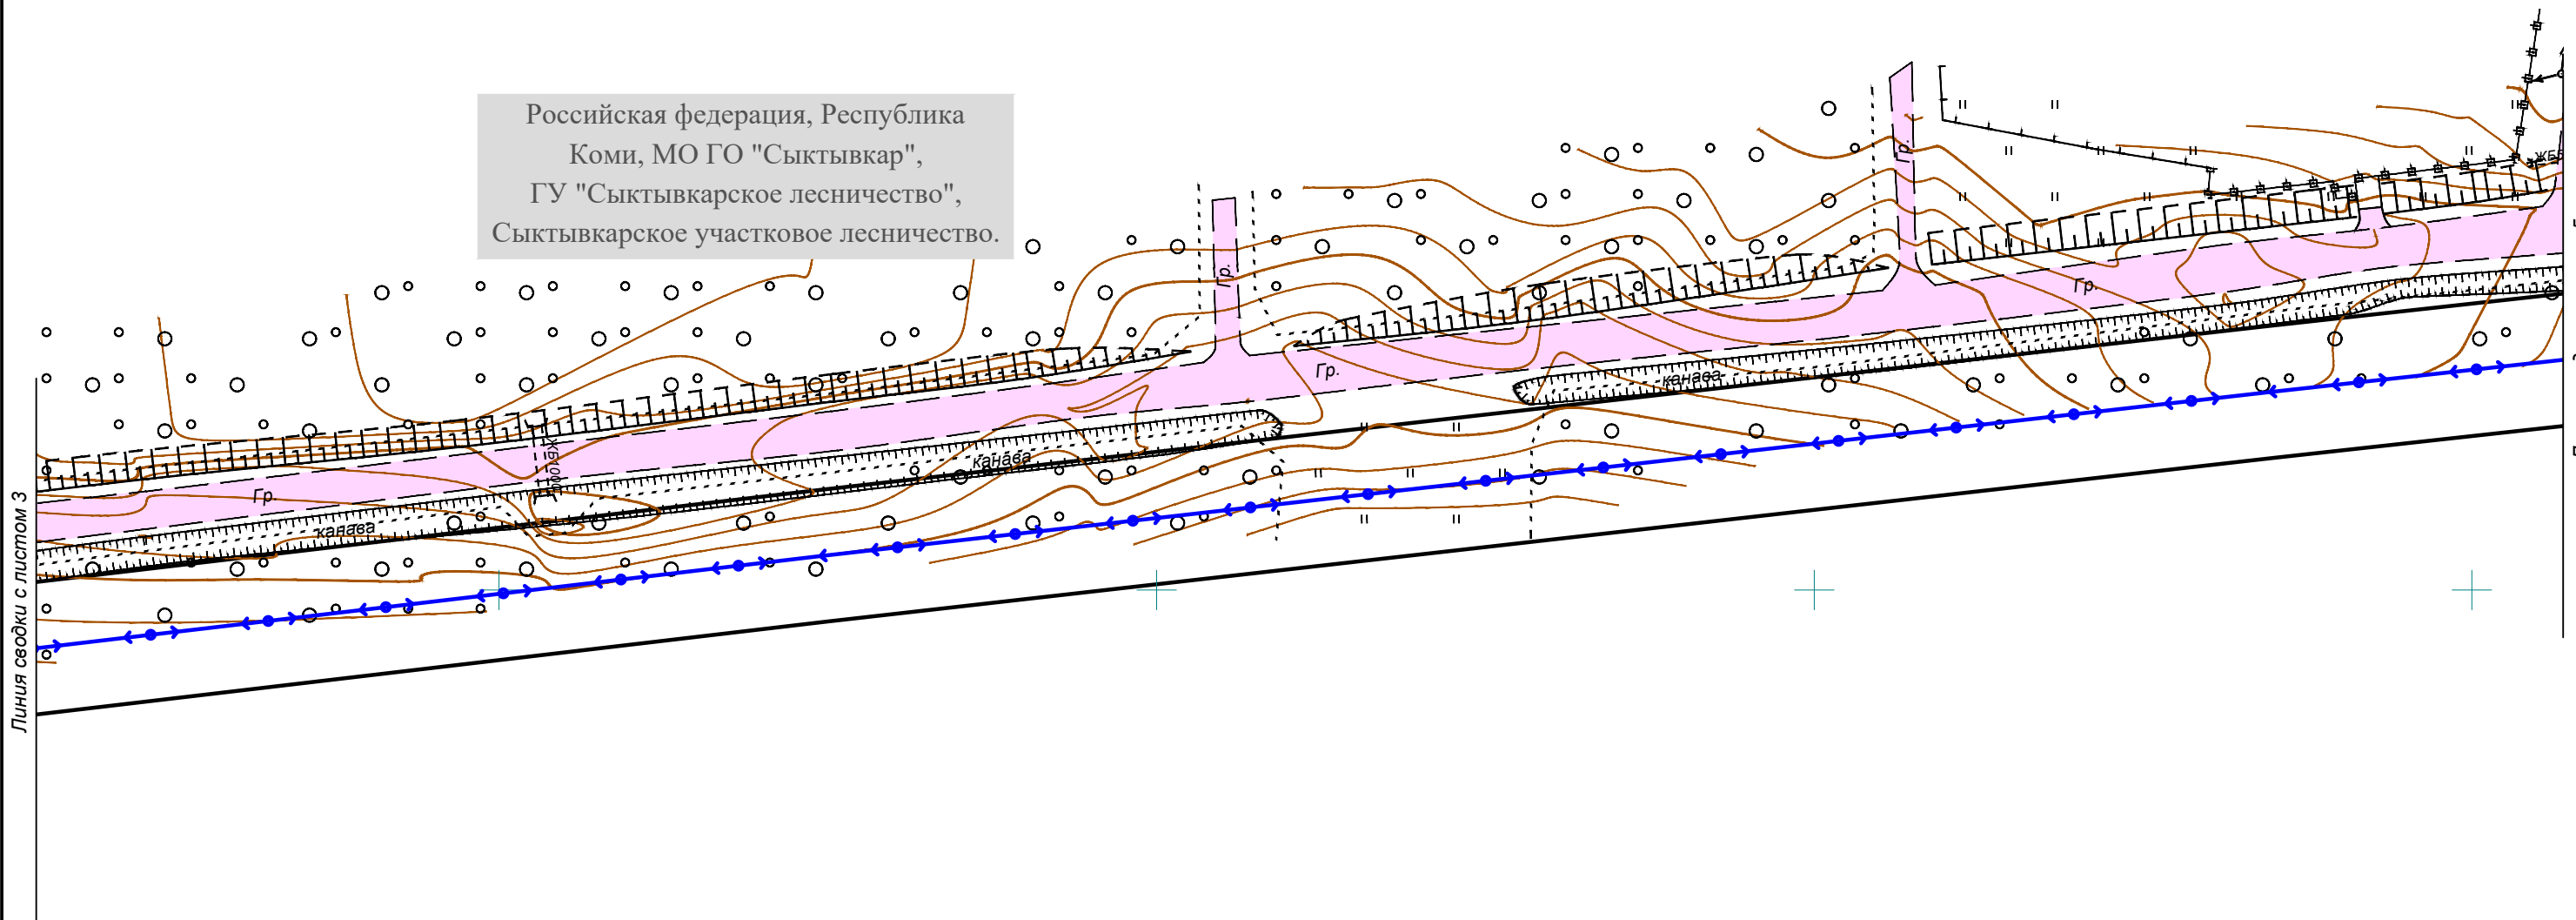 Российская федерация, Республика
Коми, МО ГО "Сыктывкар",
ГУ "Сыктывкарское лесничество",
Сыктывкарское участковое лесничество.
Гр.
Гр.
Гр.
Гр.
Гр.
канава
канава
канава
Линия сводки с листом 3